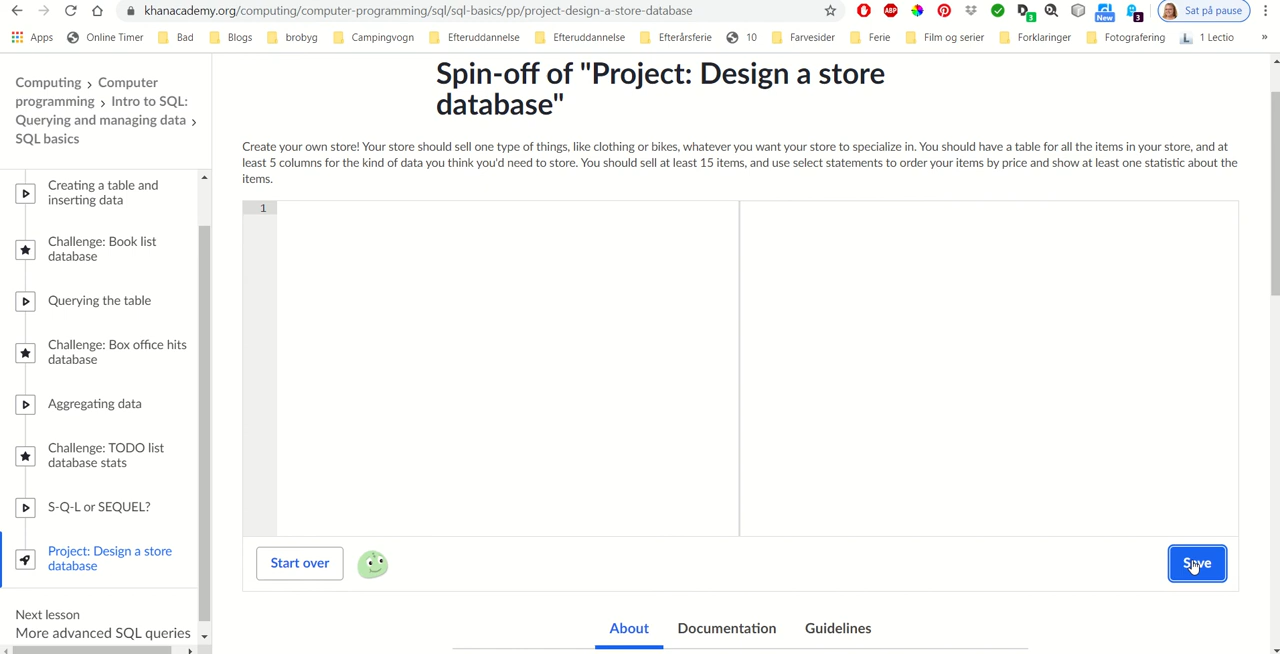 khanacademy.org/computing/computer-programming/sql/sql-basics/pp/project-design-a-store-database
ABP
3
New
3
Sat på pause
Apps Online Timer Bad Blogs brobyg Campingvogn Efteruddannelse Efteruddannelse Efterårsferie 10 Farvesider Ferie Film og serier Forklaringer Fotografering 1 Lectio »
Computing > Computer
programming > Intro to SQL:
Querying and managing data >
SQL basics
Creating a table and
inserting data
Challenge: Book list
database
Querying the table
Challenge: Box office hits
database
Aggregating data
Challenge: TODO list
database stats
S-Q-L or SEQUEL?
Project: Design a store
database
Next lesson
More advanced SQL queries
Spin-off of "Project: Design a store
database"
Create your own store! Your store should sell one type of things, like clothing or bikes, whatever you want your store to specialize in. You should have a table for all the items in your store, and at
least 5 columns for the kind of data you think you'd need to store. You should sell at least 15 items, and use select statements to order your items by price and show at least one statistic about the
items.
1
Start over
Save
About Documentation Guidelines